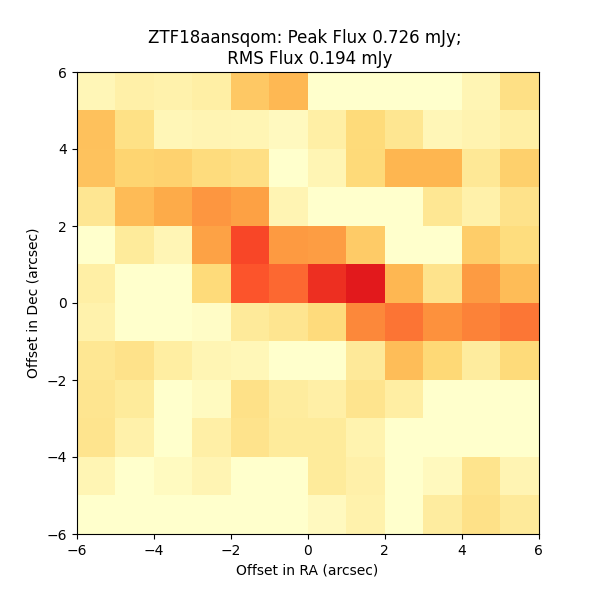 ZTF18aansqom: Peak Flux 0.726 mJy;
RMS Flux 0.194 mJy
6
4
2
0
−2
−4
−6
Offset in Dec (arcsec)
−6 −4 −2 0 2 4 6
Offset in RA (arcsec)